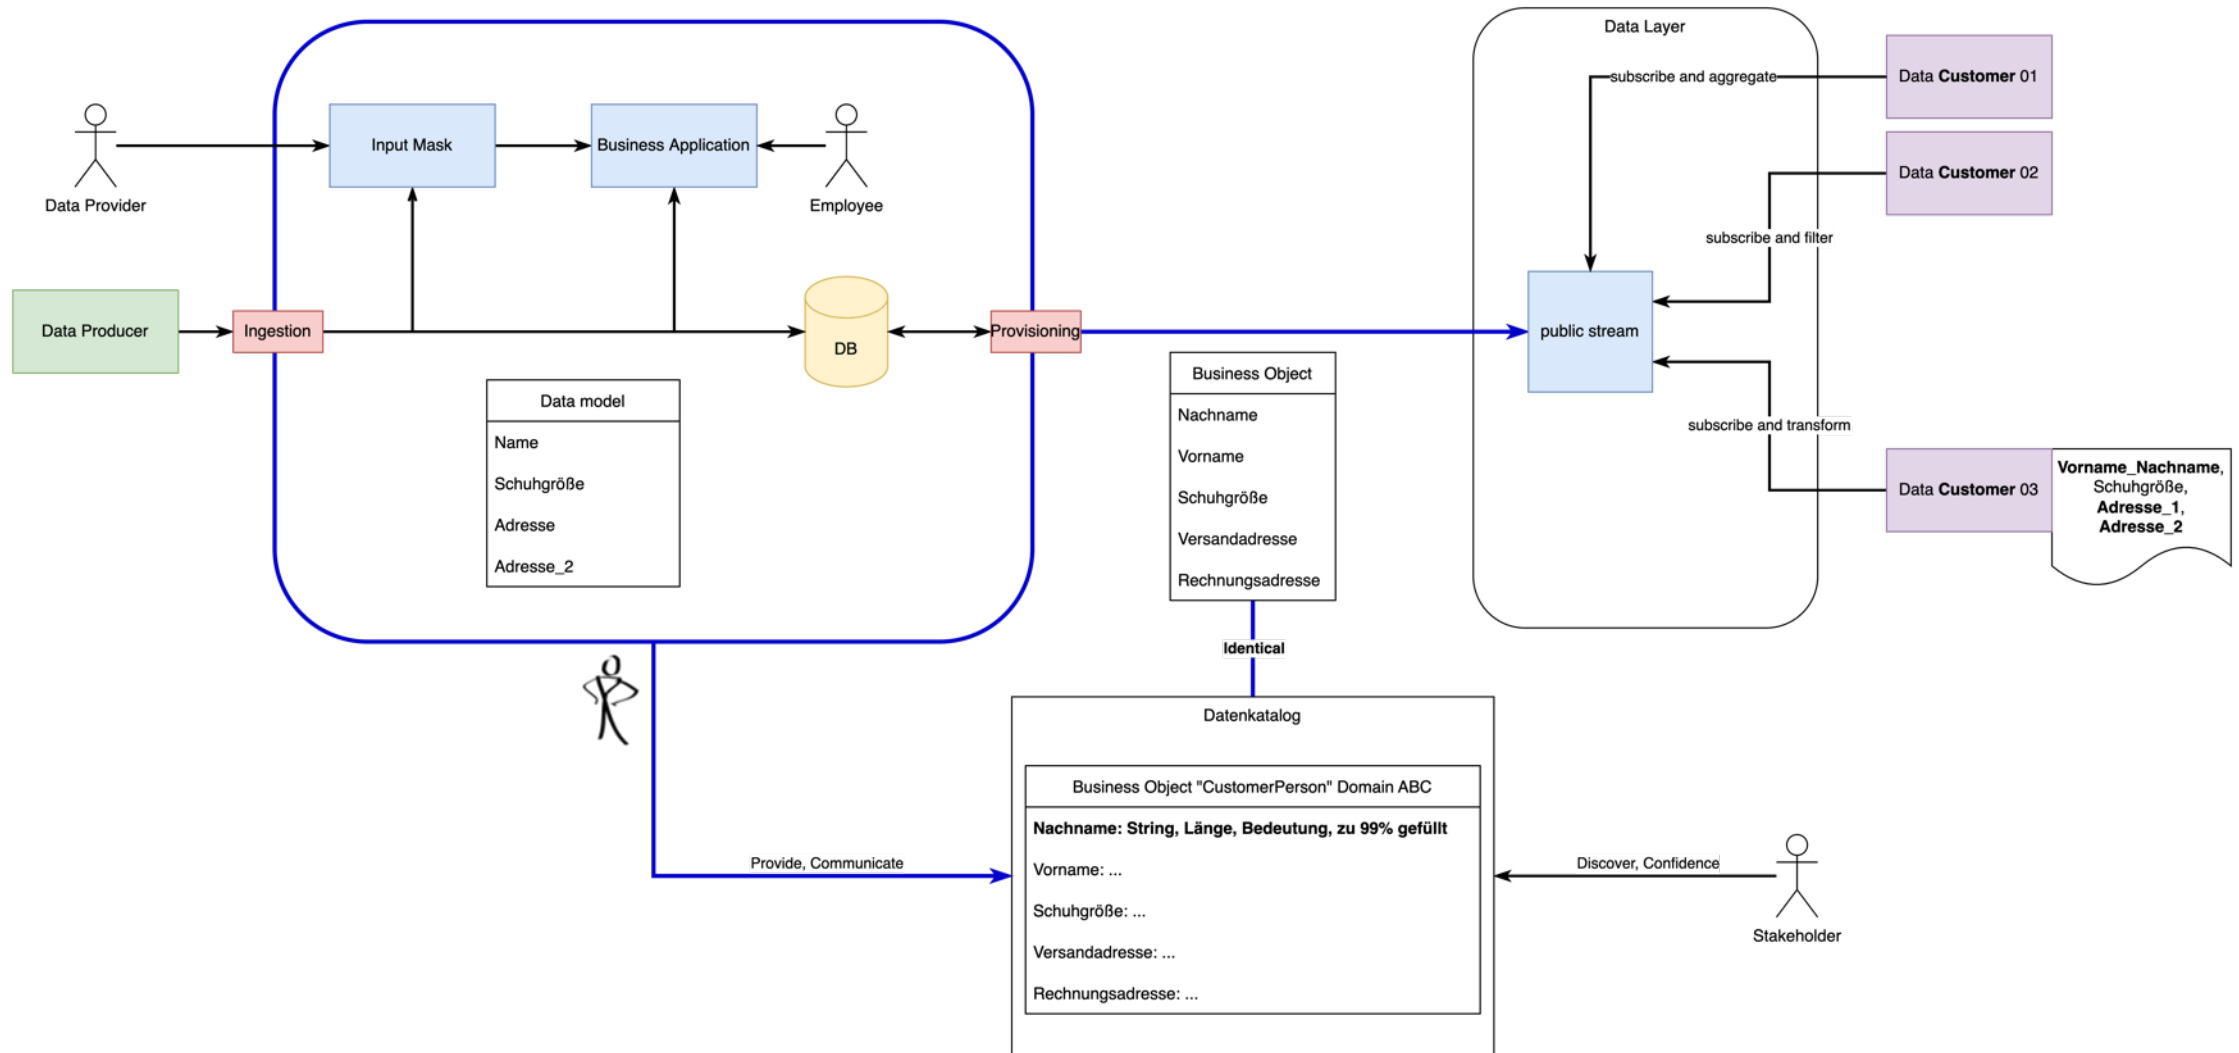 Data Layer
subscribe and aggregate
Data Customer 01
Input Mask
Business Application
Data Provider
Employee
Data Customer 02
subscribe and filter
Data Producer
Ingestion
DB
Provisioning
public stream
Data model
Name
Schuhgröße
Adresse
Adresse_2
Business Object
Nachname
Vorname
Schuhgröße
Versandadresse
Rechnungsadresse
subscribe and transform
Data Customer 03
Vorname_Nachname,
Schuhgröße,
Adresse_1,
Adresse_2
Identical
Datenkatalog
Business Object "CustomerPerson" Domain ABC
Nachname: String, Länge, Bedeutung, zu 99% gefüllt
Vorname: ...
Schuhgröße: ...
Versandadresse: ...
Rechnungsadresse: ...
Provide, Communicate
Discover, Confidence
Stakeholder